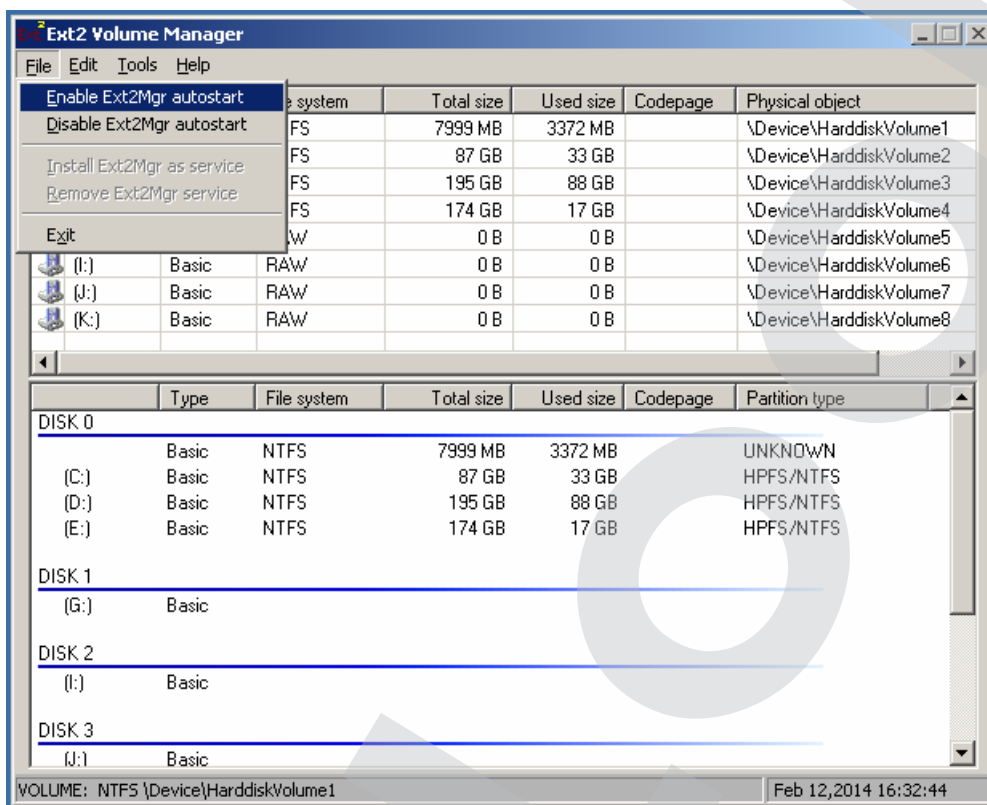 Ext2 Volume Manager
File Edit Tools Help
Enable Ext2Mgr autostart
Disable Ext2Mgr autostart
Install Ext2Mgr as service
Remove Ext2Mgr service
Exit
system Total size Used size Codepage Physical object
FS 7999 MB 3372 MB \Device\HarddiskVolume1
FS 87 GB 33 GB \Device\HarddiskVolume2
FS 195 GB 88 GB \Device\HarddiskVolume3
FS 174 GB 17 GB \Device\HarddiskVolume4
W 0 B 0 B \Device\HarddiskVolume5
(I:) Basic RAW 0 B 0 B \Device\HarddiskVolume6
(J:) Basic RAW 0 B 0 B \Device\HarddiskVolume7
(K:) Basic RAW 0 B 0 B \Device\HarddiskVolume8
Type File system Total size Used size Codepage Partition type
DISK 0
Basic NTFS 7999 MB 3372 MB UNKNOWN
(C:) Basic NTFS 87 GB 33 GB HPFS/NTFS
(D:) Basic NTFS 195 GB 88 GB HPFS/NTFS
(E:) Basic NTFS 174 GB 17 GB HPFS/NTFS
DISK 1
(G:) Basic
DISK 2
(I:) Basic
DISK 3
(J:) Basic
VOLUME: NTFS \Device\HarddiskVolume1 Feb 12,2014 16:32:44